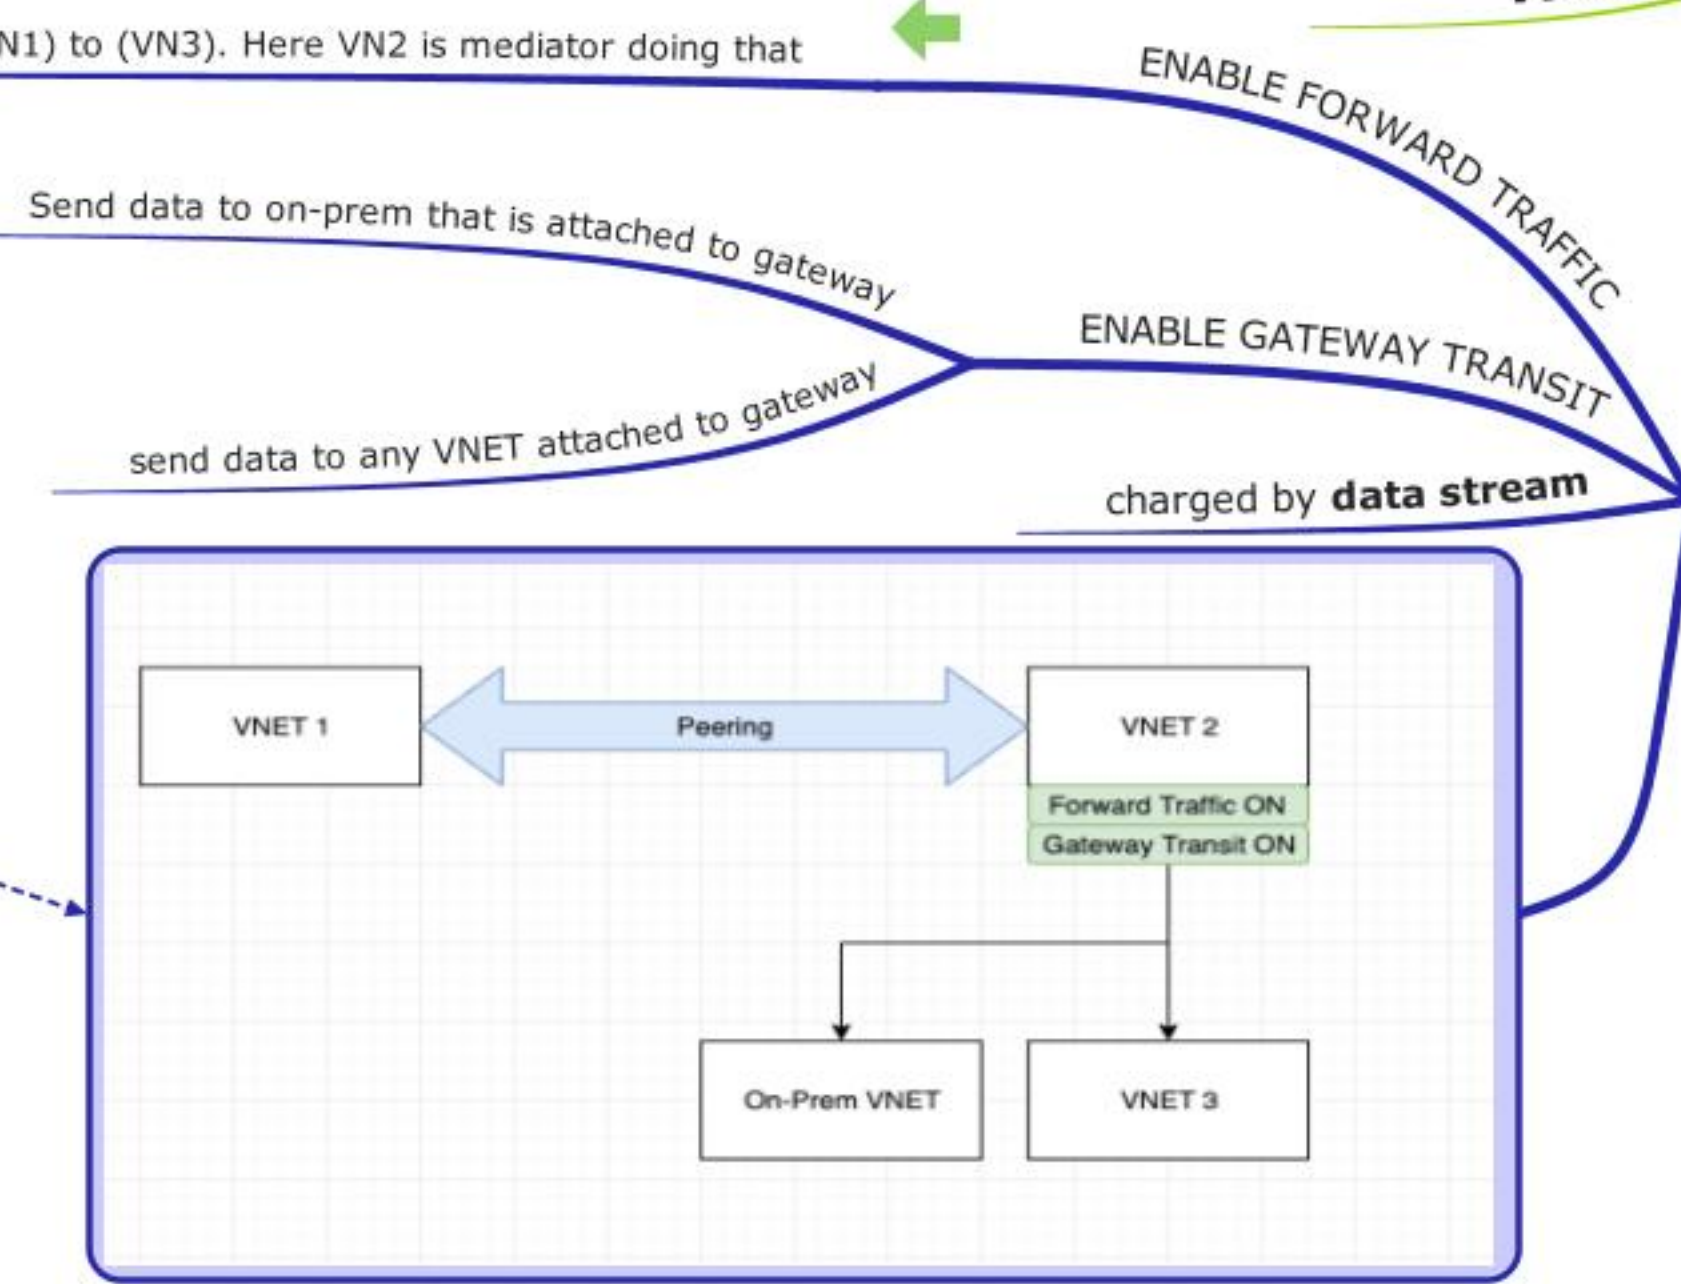 N1) to (VN3). Here VN2 is mediator doing that
ENABLE FORWARD TRAFFIC
Send data to on-prem that is attached to gateway
ENABLE GATEWAY TRANSIT
send data to any VNET attached to gateway
charged by data stream
VNET 1
Peering
VNET 2
Forward Traffic ON
Gateway Transit ON
On-Prem VNET
VNET 3